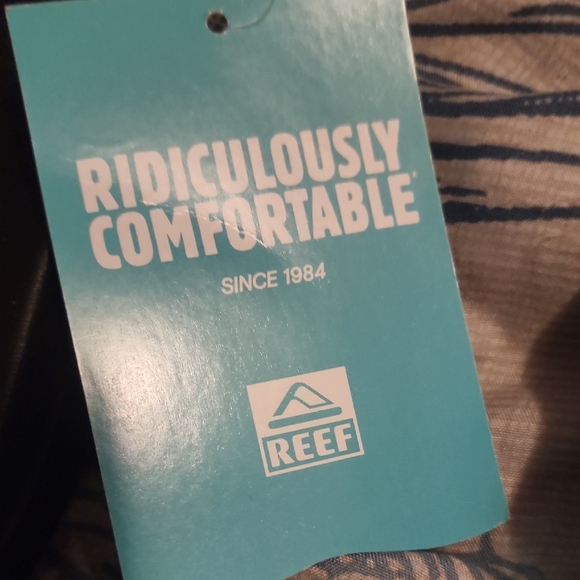 RIDICULOUSLY
COMFORTABLE®
SINCE 1984
REEF